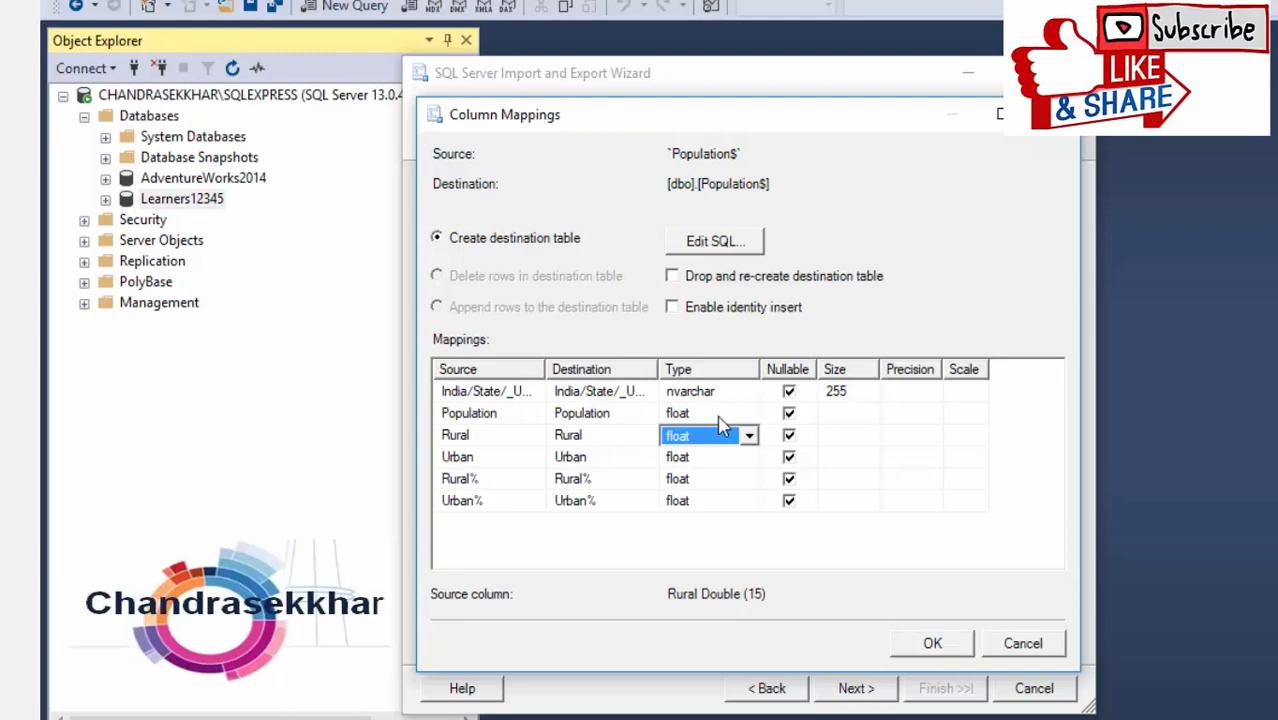 New Query
MDX
DMX
XMLA
DAX
Subscribe
LIKE
& SHARE
Object Explorer
Connect
SQL Server Import and Export Wizard
CHANDRASEKKHAR\SQLEXPRESS (SQL Server 13.0.4
Databases
System Databases
Database Snapshots
AdventureWorks2014
Learners12345
Security
Server Objects
Replication
PolyBase
Management
Column Mappings
Source: `Population$`
Destination: [dbo].[Population$]
Create destination table Edit SQL...
Delete rows in destination table Drop and re-create destination table
Append rows to the destination table Enable identity insert
Mappings:
Source Destination Type Nullable Size Precision Scale
India/State/_U... India/State/_U... nvarchar 255
Population Population float
Rural Rural float
Urban Urban float
Rural% Rural% float
Urban% Urban% float
Source column: Rural Double (15)
OK Cancel
Help < Back Next > Finish >>| Cancel
Chandrasekkhar